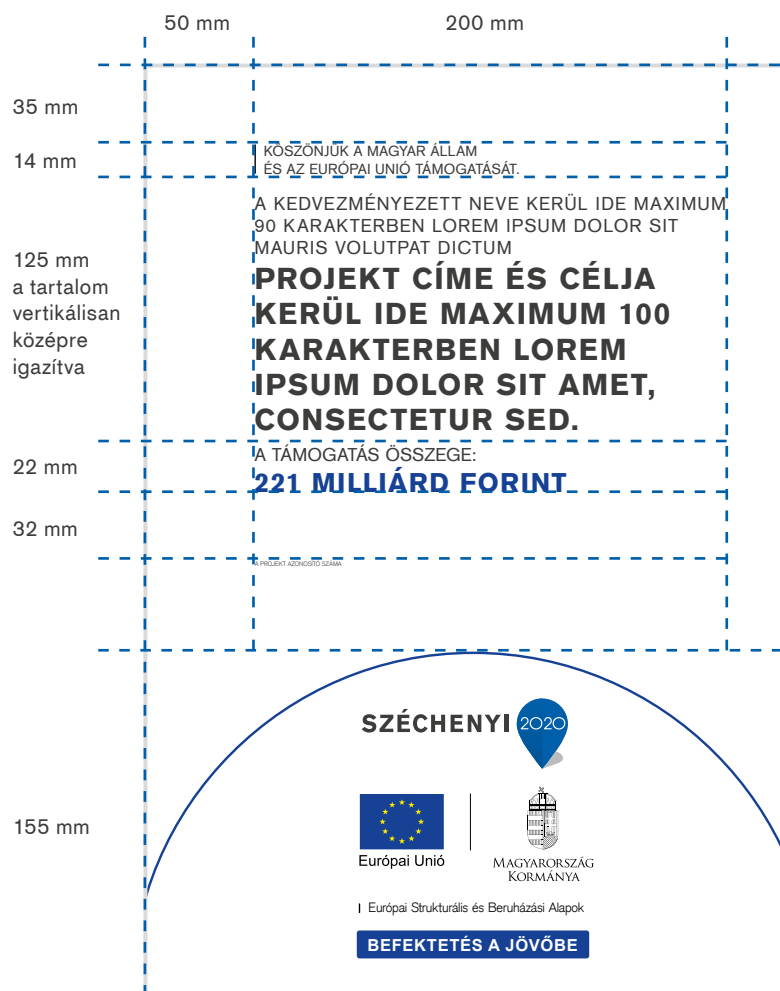 50 mm
200 mm
35 mm
14 mm
KÖSZÖNJÜK A MAGYAR ÁLLAM
ÉS AZ EURÓPAI UNIÓ TÁMOGATÁSÁT.
A KEDVEZMÉNYEZETT NEVE KERÜL IDE MAXIMUM
90 KARAKTERBEN LOREM IPSUM DOLOR SIT
MAURIS VOLUTPAT DICTUM
125 mm
a tartalom
vertikálisan
középre
igazítva
PROJEKT CÍME ÉS CÉLJA
KERÜL IDE MAXIMUM 100
KARAKTERBEN LOREM
IPSUM DOLOR SIT AMET,
CONSECTETUR SED.
22 mm
A TÁMOGATÁS ÖSSZEGE:
221 MILLIÁRD FORINT
32 mm
A PROJEKT AZONOSÍTÓ SZÁMA
SZÉCHENYI 2020
155 mm
Európai Unió
MAGYARORSZÁG
KORMÁNYA
Európai Strukturális és Beruházási Alapok
BEFEKTETÉS A JÖVŐBE